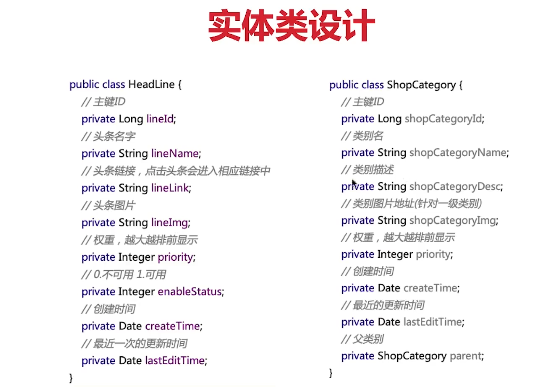 实体类设计
public class HeadLine {
// 主键ID
private Long lineId;
// 头条名字
private String lineName;
// 头条链接，点击头条会进入相应链接中
private String lineLink;
// 头条图片
private String lineImg;
// 权重，越大越排前显示
private Integer priority;
// 0.不可用 1.可用
private Integer enableStatus;
// 创建时间
private Date createTime;
// 最近一次的更新时间
private Date lastEditTime;
}
public class ShopCategory {
// 主键ID
private Long shopCategoryId;
// 类别名
private String shopCategoryName;
// 类别描述
private String shopCategoryDesc;
// 类别图片地址(针对一级类别)
private String shopCategoryImg;
// 权重，越大越排前显示
private Integer priority;
// 创建时间
private Date createTime;
// 最近的更新时间
private Date lastEditTime;
// 父类别
private ShopCategory parent;
}